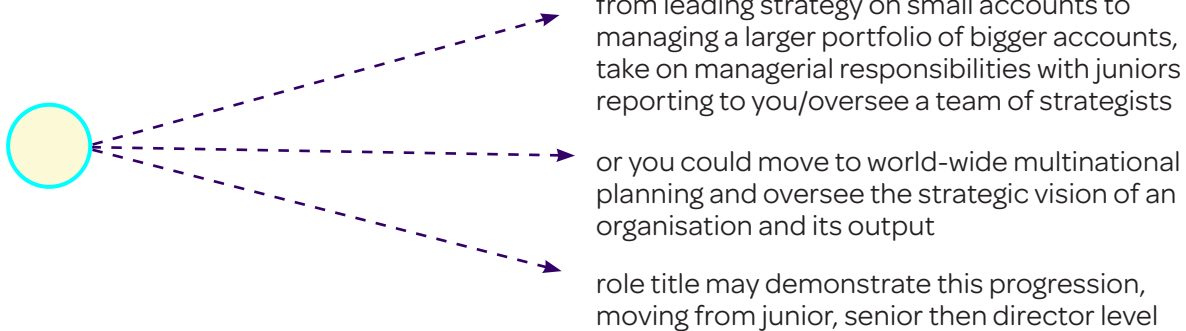 from leading strategy on small accounts to
managing a larger portfolio of bigger accounts,
take on managerial responsibilities with juniors
reporting to you/oversee a team of strategists
or you could move to world-wide multinational
planning and oversee the strategic vision of an
organisation and its output
role title may demonstrate this progression,
moving from junior, senior then director level